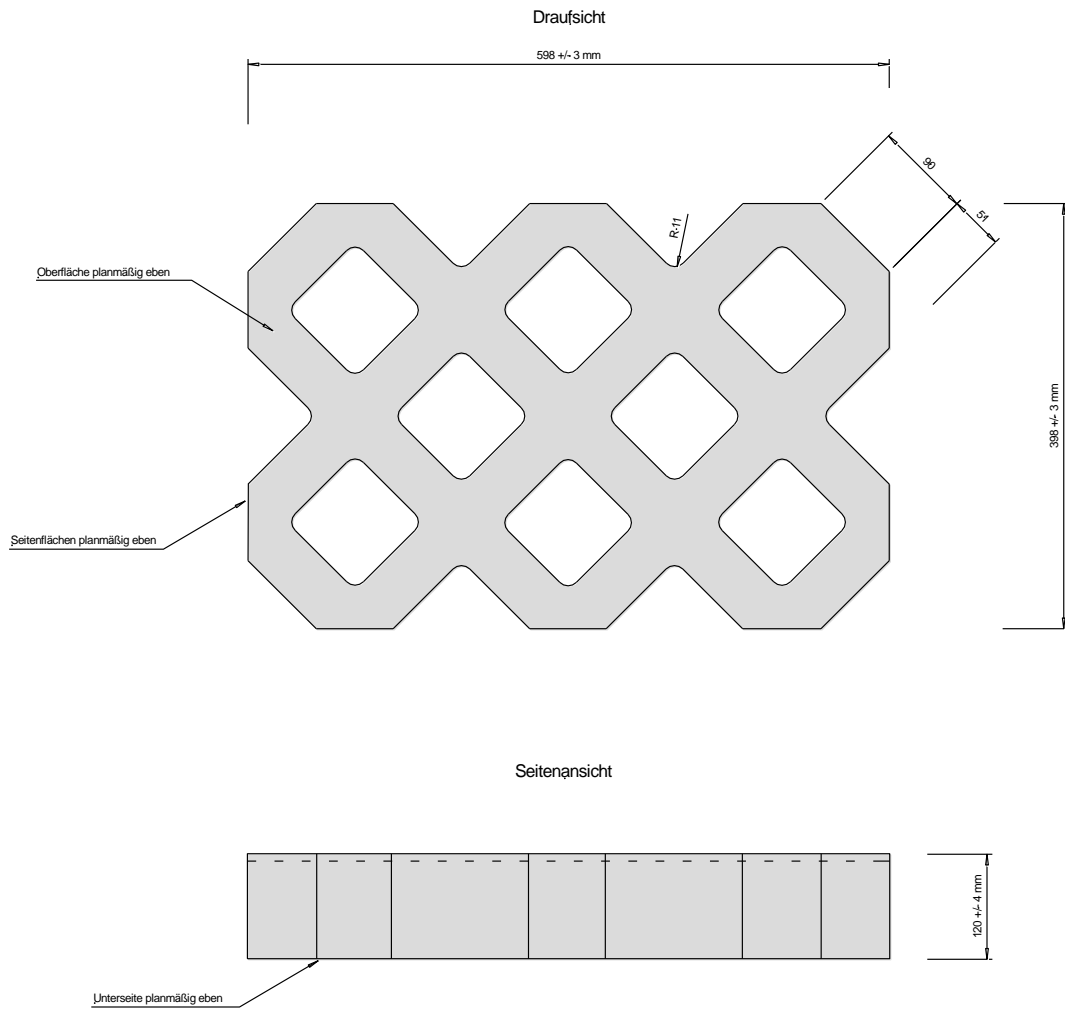 Draufsicht
598 +/- 3 mm
90
51
R-11
Oberfläche planmäßig eben
398 +/- 3 mm
Seitenflächen planmäßig eben
Seitenansicht
120 +/- 4 mm
Unterseite planmäßig eben